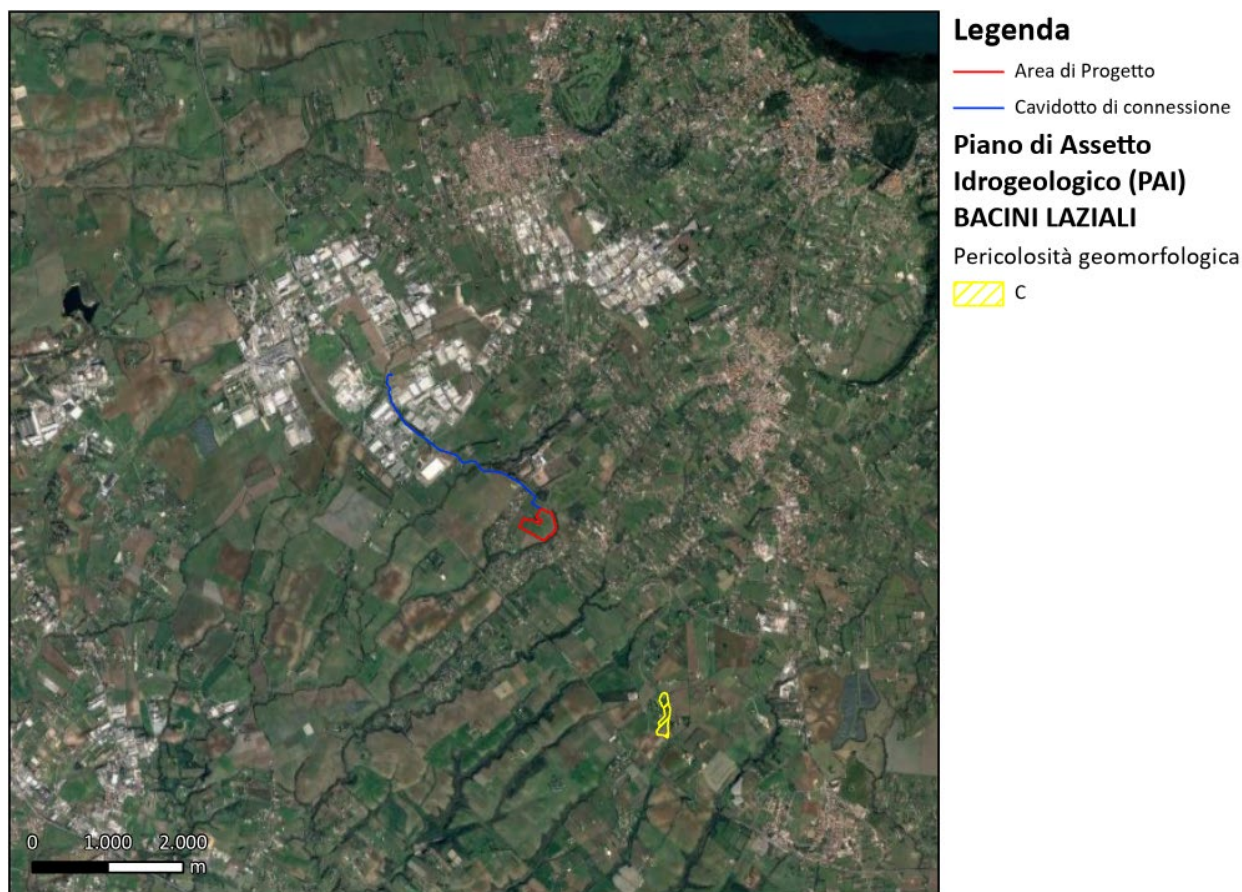 Legenda
Area di Progetto
Cavidotto di connessione
Piano di Assetto
Idrogeologico (PAI)
BACINI LAZIALI
Pericolosità geomorfologica
C
0 1.000 2.000
m